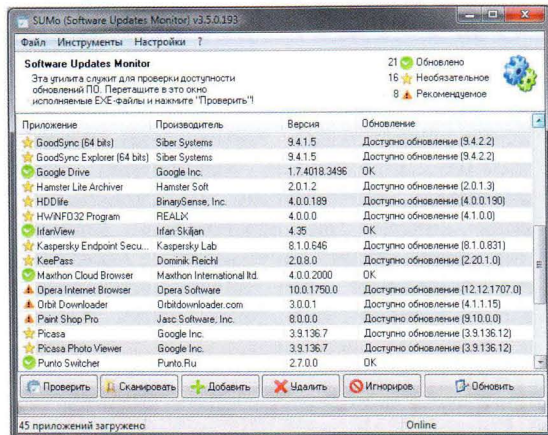 SUMo (Software Updates Monitor) v3.5.0.193
Файл Инструменты Настройки ?
Software Updates Monitor
Эта утилита служит для проверки доступности
обновлений ПО. Перетащите в это окно
исполняемые EXE-файлы и нажмите "Проверить"!
21 Обновлено
16 Необязательное
8 Рекомендуемое
Приложение Производитель Версия Обновление
GoodSync (64 bits) Siber Systems 9.4.1.5 Доступно обновление (9.4.2.2)
GoodSync Explorer (64 bits) Siber Systems 9.4.1.5 Доступно обновление (9.4.2.2)
Google Drive Google Inc. 1.7.4018.3496 OK
Hamster Lite Archiver Hamster Soft 2.0.1.2 Доступно обновление (2.0.1.3)
HDDlife BinarySense, Inc. 4.0.0.189 Доступно обновление (4.0.0.190)
HWiNFO32 Program REALiX 4.0.0.0 Доступно обновление (4.1.0.0)
IrfanView Irfan Skiljan 4.35 OK
Kaspersky Endpoint Secu... Kaspersky Lab 8.1.0.646 Доступно обновление (8.1.0.831)
KeePass Dominik Reichl 2.0.8.0 Доступно обновление (2.20.1.0)
Maxthon Cloud Browser Maxthon International ltd. 4.0.0.2000 OK
Opera Internet Browser Opera Software 10.0.1750.0 Доступно обновление (12.12.1707.0)
Orbit Downloader Orbitdownloader.com 3.0.0.1 Доступно обновление (4.1.1.15)
Paint Shop Pro Jasc Software, Inc. 8.0.0.0 Доступно обновление (9.10.0.0)
Picasa Google Inc. 3.9.136.7 Доступно обновление (3.9.136.12)
Picasa Photo Viewer Google Inc. 3.9.136.7 Доступно обновление (3.9.136.12)
Punto Switcher Punto.Ru 2.7.0.0 OK
Проверить Сканировать Добавить Удалить Игнориров. Обновить
45 приложений загружено Online